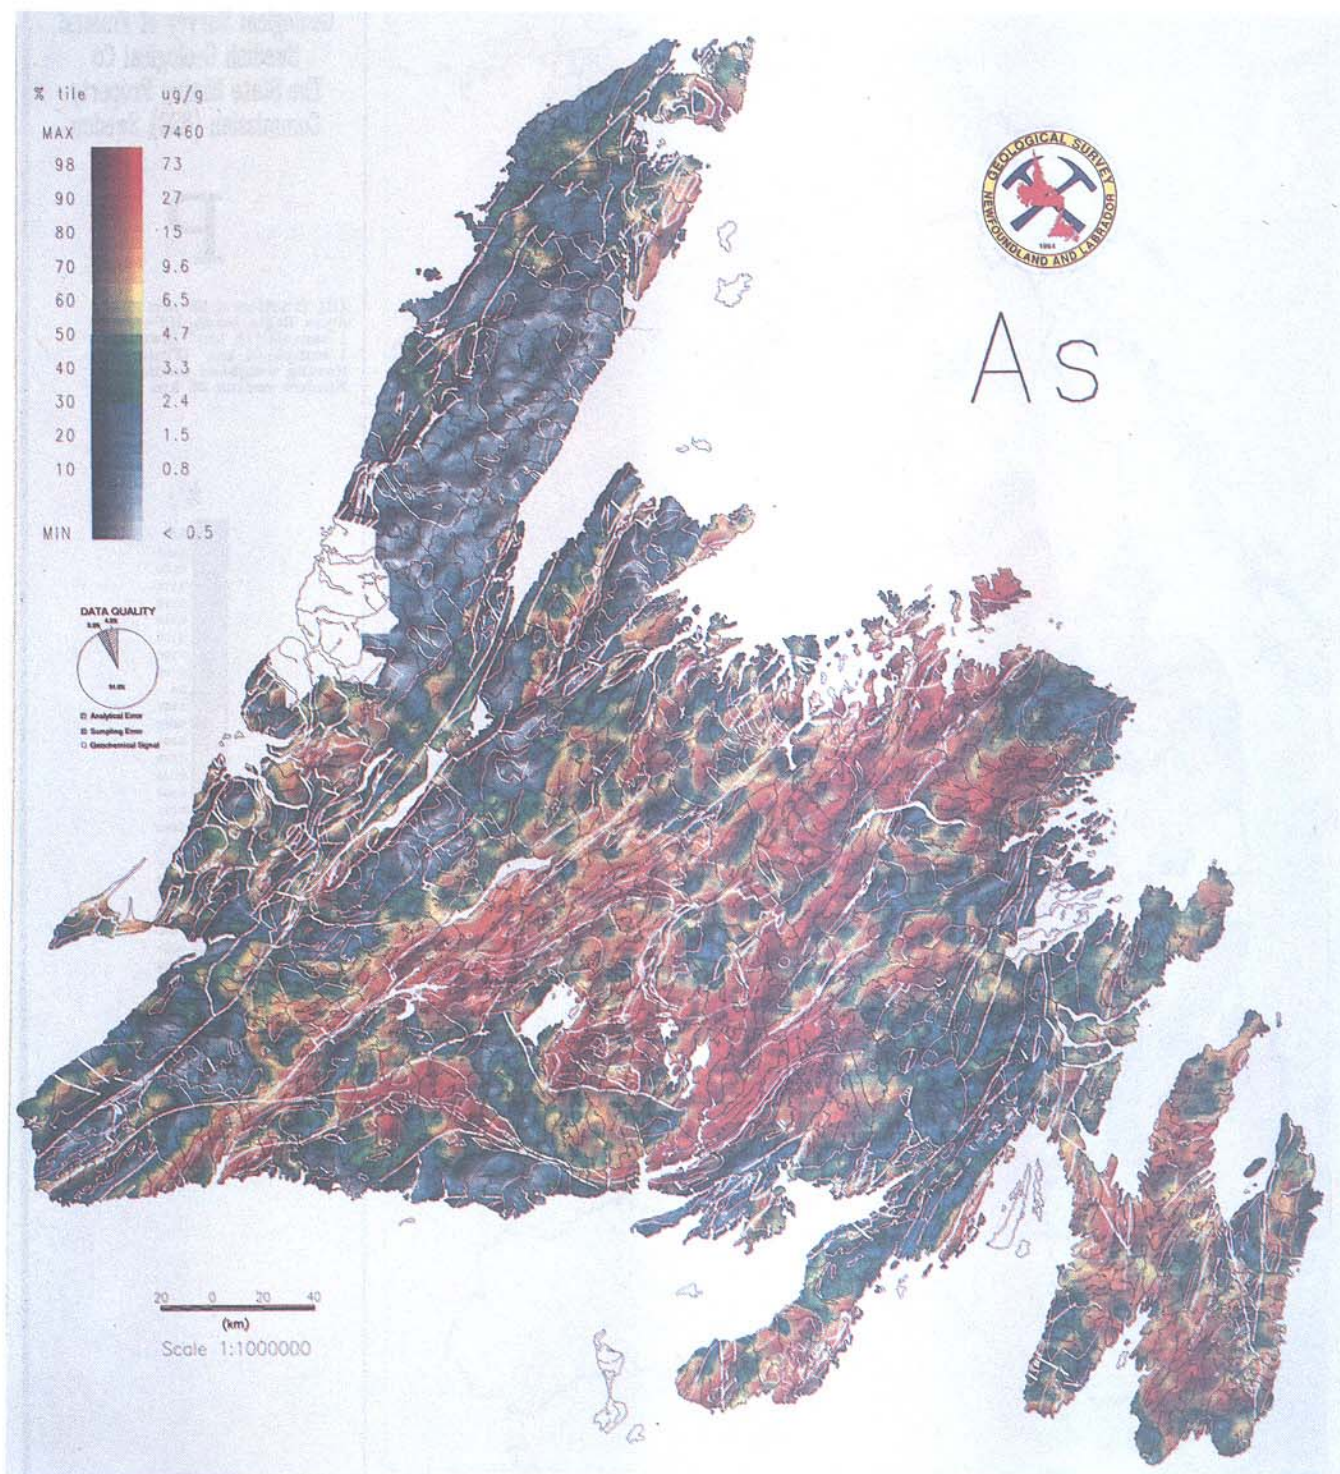 % tile ug/g
MAX 7460
98 73
90 27
80 15
70 9.6
60 6.5
50 4.7
40 3.3
30 2.4
20 1.5
10 0.8
MIN < 0.5
DATA QUALITY
Analytical Error
Sampling Error
Geochemical Signal
GEOLOGICAL SURVEY
NEWFOUNDLAND AND LABRADOR
1864
As
20 0 20 40
(km)
Scale 1:1000000